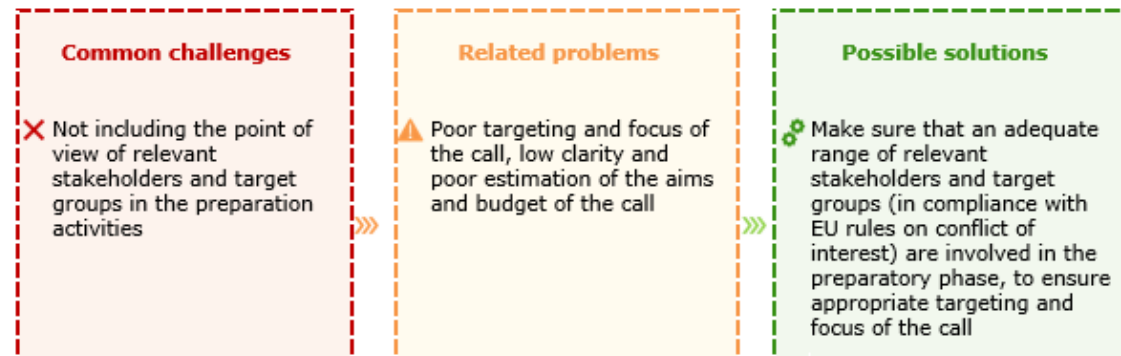 Common challenges
Not including the point of
view of relevant
stakeholders and target
groups in the preparation
activities
Related problems
Poor targeting and focus of
the call, low clarity and
poor estimation of the aims
and budget of the call
Possible solutions
Make sure that an adequate
range of relevant
stakeholders and target
groups (in compliance with
EU rules on conflict of
interest) are involved in the
preparatory phase, to ensure
appropriate targeting and
focus of the call